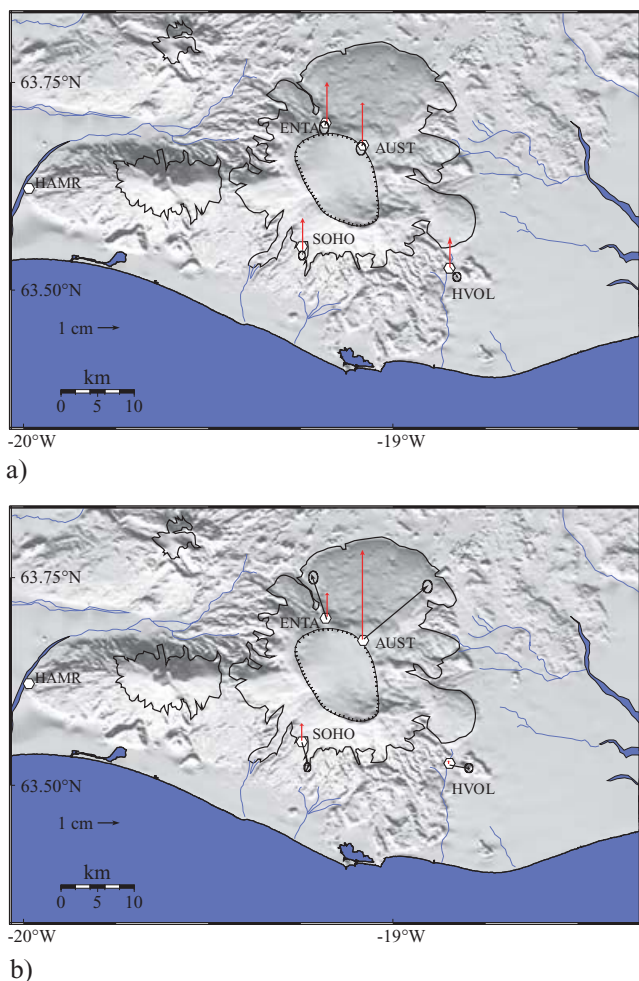 63.75°N
ENTA
AUST
HAMR
SOHO
HVOL
63.50°N
1 cm
km
0 5 10
-20°W -19°W
a)
63.75°N
ENTA
AUST
HAMR
SOHO
HVOL
63.50°N
1 cm
km
0 5 10
-20°W -19°W
b)